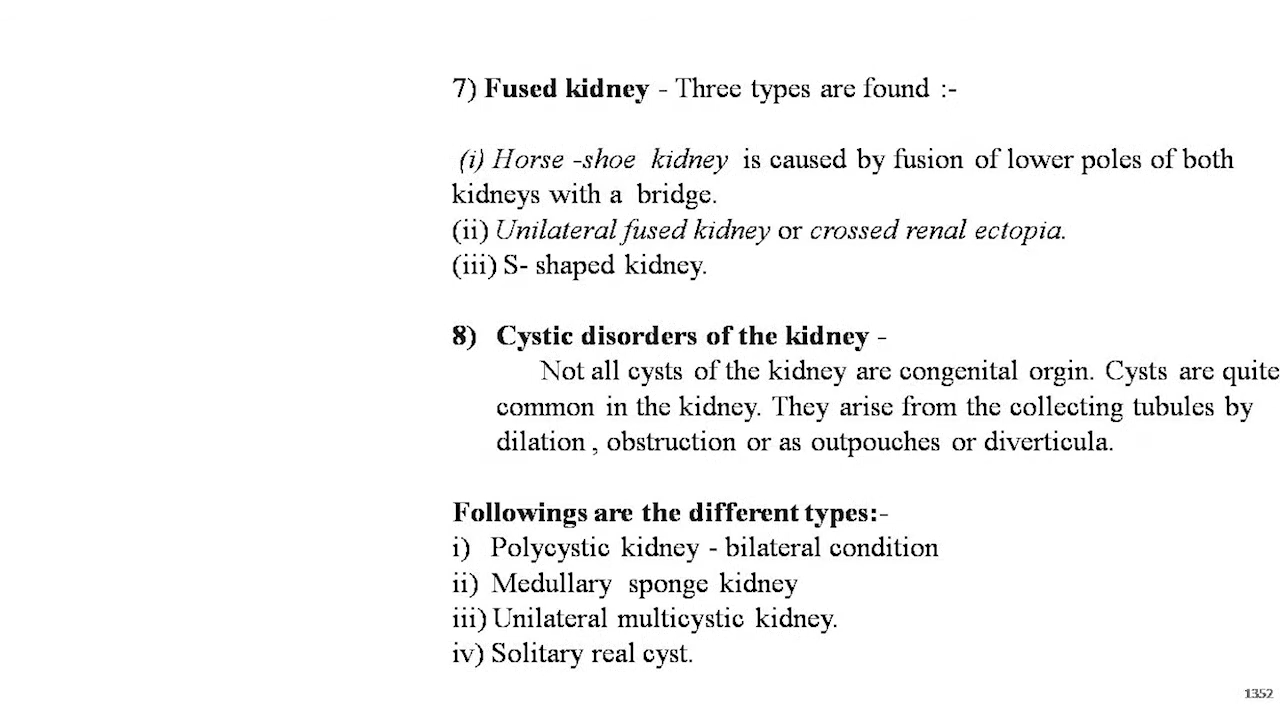 7) Fused kidney - Three types are found :-
(i) Horse -shoe kidney is caused by fusion of lower poles of both
kidneys with a bridge.
(ii) Unilateral fused kidney or crossed renal ectopia.
(iii) S- shaped kidney.
8) Cystic disorders of the kidney -
Not all cysts of the kidney are congenital orgin. Cysts are quite
common in the kidney. They arise from the collecting tubules by
dilation , obstruction or as outpouches or diverticula.
Followings are the different types:-
i) Polycystic kidney - bilateral condition
ii) Medullary sponge kidney
iii) Unilateral multicystic kidney.
iv) Solitary real cyst.
1352